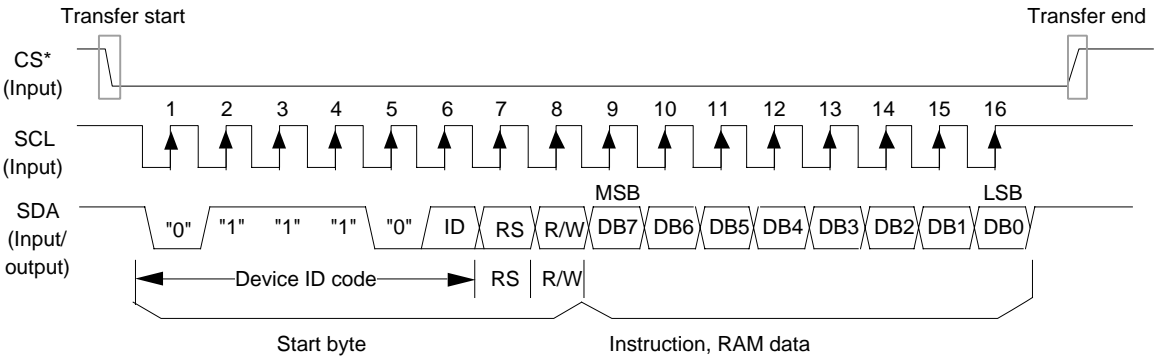 Transfer start
Transfer end
CS*
(Input)
1 2 3 4 5 6 7 8 9 10 11 12 13 14 15 16
SCL
(Input)
MSB
LSB
SDA
(Input/
output)
"0" "1" "1" "1" "0" ID RS R/W DB7 DB6 DB5 DB4 DB3 DB2 DB1 DB0
Device ID code RS R/W
Start byte
Instruction, RAM data